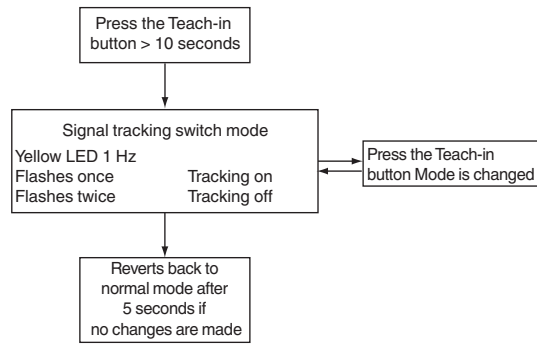 Press the Teach-in
button > 10 seconds
Signal tracking switch mode
Yellow LED 1 Hz
Flashes once Tracking on
Flashes twice Tracking off
Press the Teach-in
button Mode is changed
Reverts back to
normal mode after
5 seconds if
no changes are made